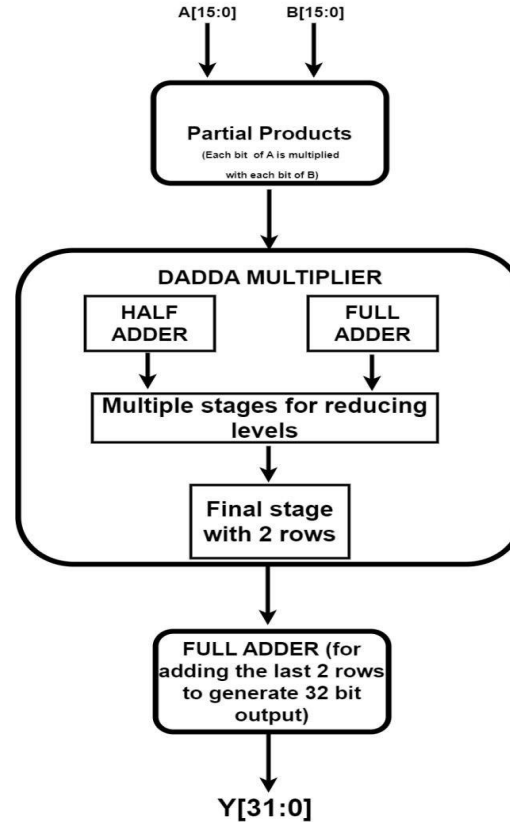 A[15:0] B[15:0]
Partial Products
(Each bit of A is multiplied
with each bit of B)
DADDA MULTIPLIER
HALF
ADDER
FULL
ADDER
Multiple stages for reducing
levels
Final stage
with 2 rows
FULL ADDER (for
adding the last 2 rows
to generate 32 bit
output)
Y[31:0]